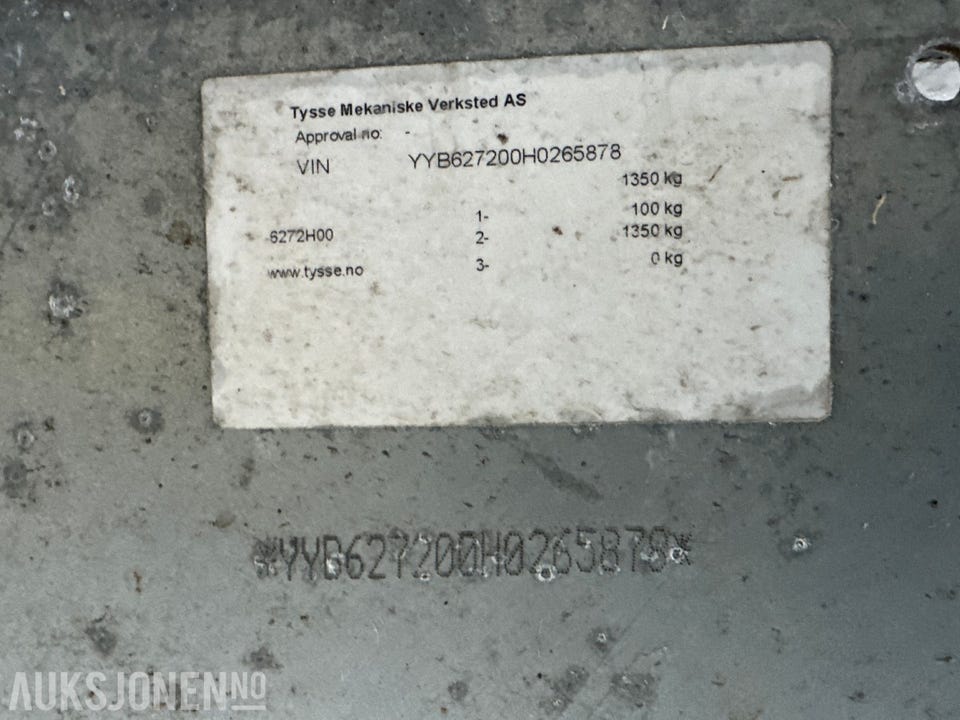 Tysse Mekaniske Verksted AS
Approval no: -
VIN YYB627200H0265878
1350 kg
1- 100 kg
6272H00 2- 1350 kg
www.tysse.no 3- 0 kg
*YYB627200H0265878*
AUKSJONEN.NO